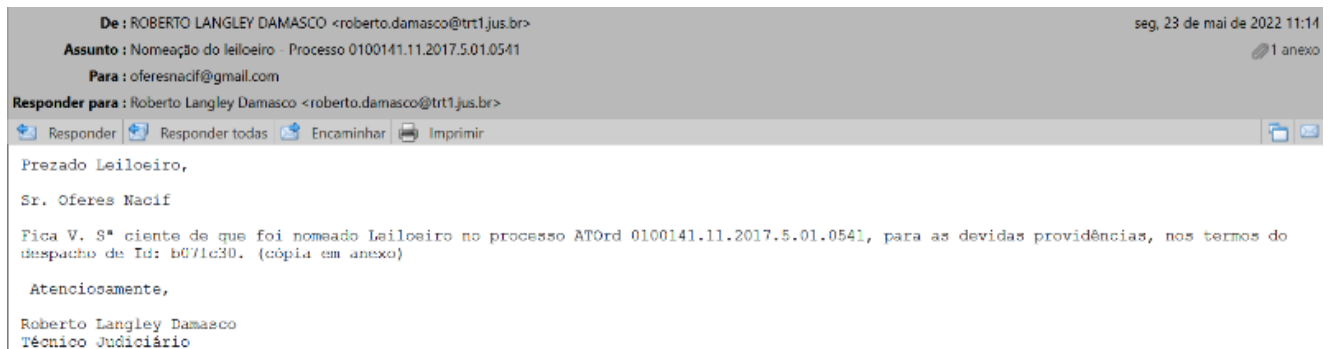 De : ROBERTO LANGLEY DAMASCO <roberto.damasco@trt1.jus.br> seg, 23 de mai de 2022 11:14
Assunto : Nomeação do leiloeiro - Processo 0100141.11.2017.5.01.0541 1 anexo
Para : oferesnacif@gmail.com
Responder para : Roberto Langley Damasco <roberto.damasco@trt1.jus.br>
Responder Responder todas Encaminhar Imprimir
Prezado Leiloeiro,
Sr. Oferes Nacif
Fica V. Sª ciente de que foi nomeado Leiloeiro no processo ATOrd 0100141.11.2017.5.01.0541, para as devidas providências, nos termos do
despacho de Id: b071c30. (cópia em anexo)
Atenciosamente,
Roberto Langley Damasco
Técnico Judiciário